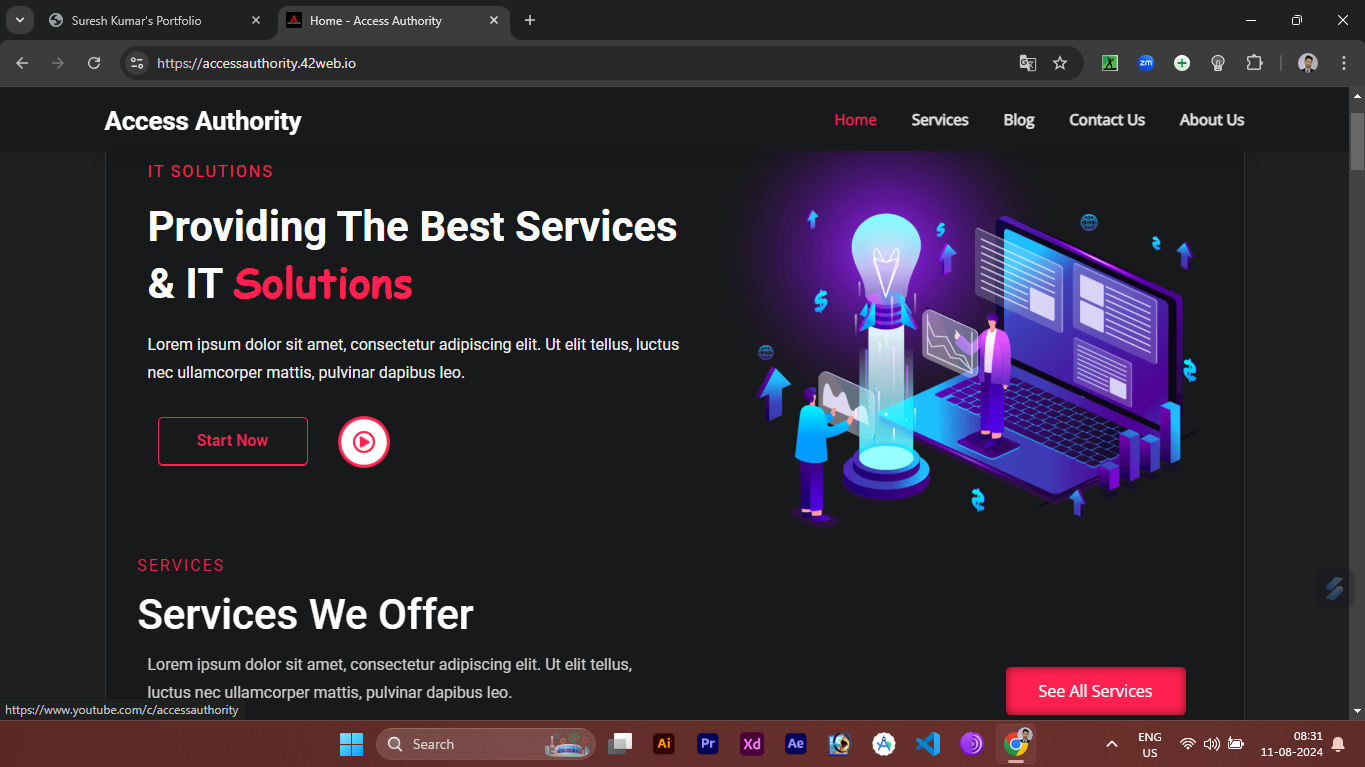 Suresh Kumar's Portfolio
Home - Access Authority
https://accessauthority.42web.io
zm
Access Authority
Home
Services
Blog
Contact Us
About Us
IT SOLUTIONS
Providing The Best Services
& IT Solutions
Lorem ipsum dolor sit amet, consectetur adipiscing elit. Ut elit tellus, luctus
nec ullamcorper mattis, pulvinar dapibus leo.
Start Now
SERVICES
Services We Offer
Lorem ipsum dolor sit amet, consectetur adipiscing elit. Ut elit tellus,
luctus nec ullamcorper mattis, pulvinar dapibus leo.
See All Services
https://www.youtube.com/c/accessauthority
Search
Ai
Pr
Xd
Ae
ENG
US
08:31
11-08-2024